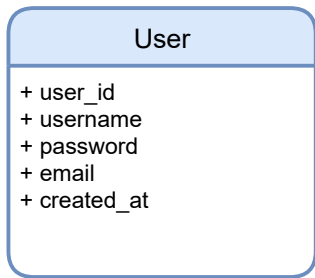 User
+ user_id
+ username
+ password
+ email
+ created_at